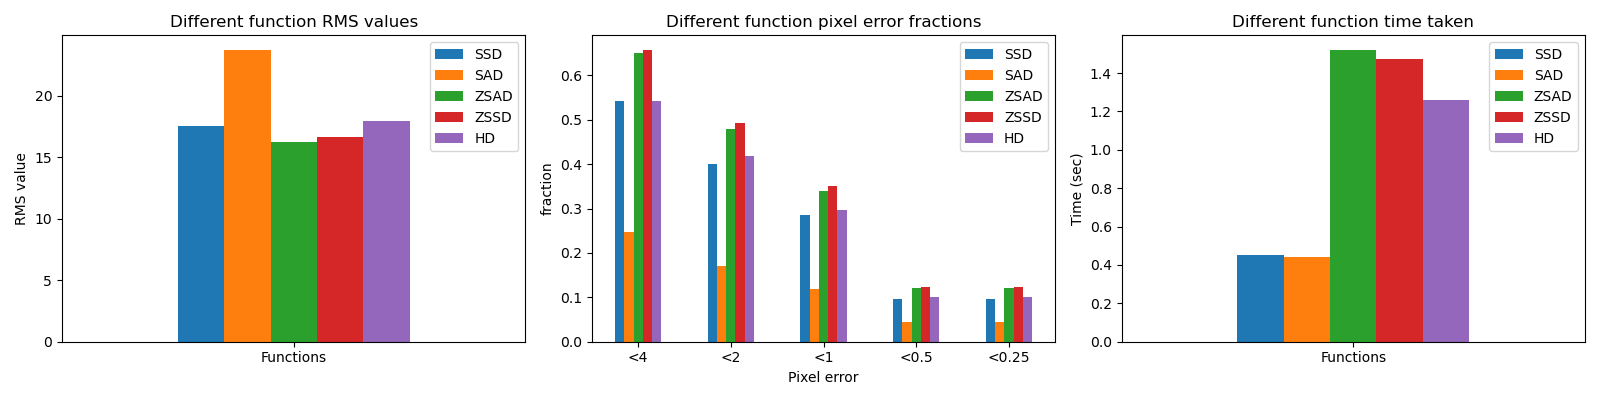 Different function RMS values
RMS value
20
15
10
5
0
Functions
SSD
SAD
ZSAD
ZSSD
HD
Different function pixel error fractions
fraction
0.6
0.5
0.4
0.3
0.2
0.1
0.0
<4
<2
<1
<0.5
<0.25
Pixel error
SSD
SAD
ZSAD
ZSSD
HD
Different function time taken
Time (sec)
1.4
1.2
1.0
0.8
0.6
0.4
0.2
0.0
Functions
SSD
SAD
ZSAD
ZSSD
HD